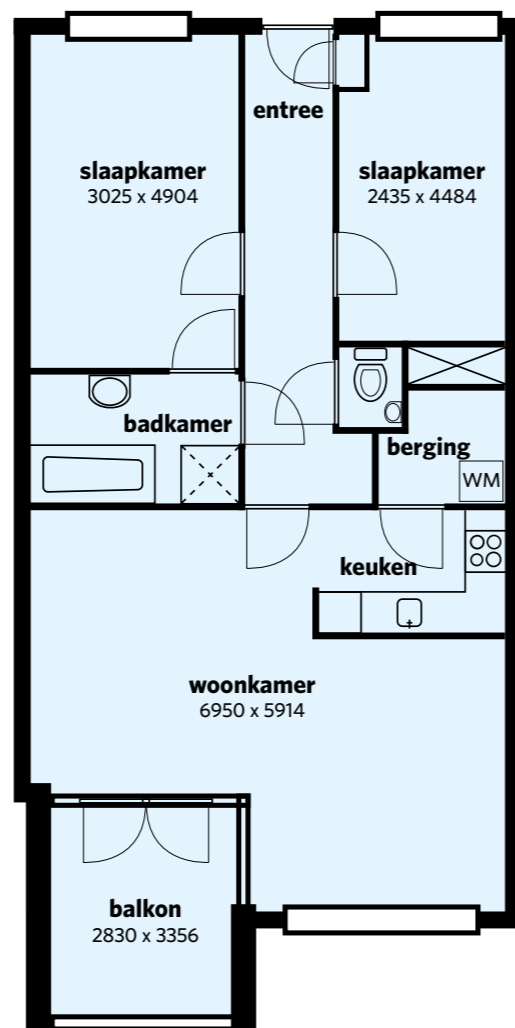 entree
slaapkamer
3025 x 4904
slaapkamer
2435 x 4484
badkamer
berging
WM
keuken
woonkamer
6950 x 5914
balkon
2830 x 3356